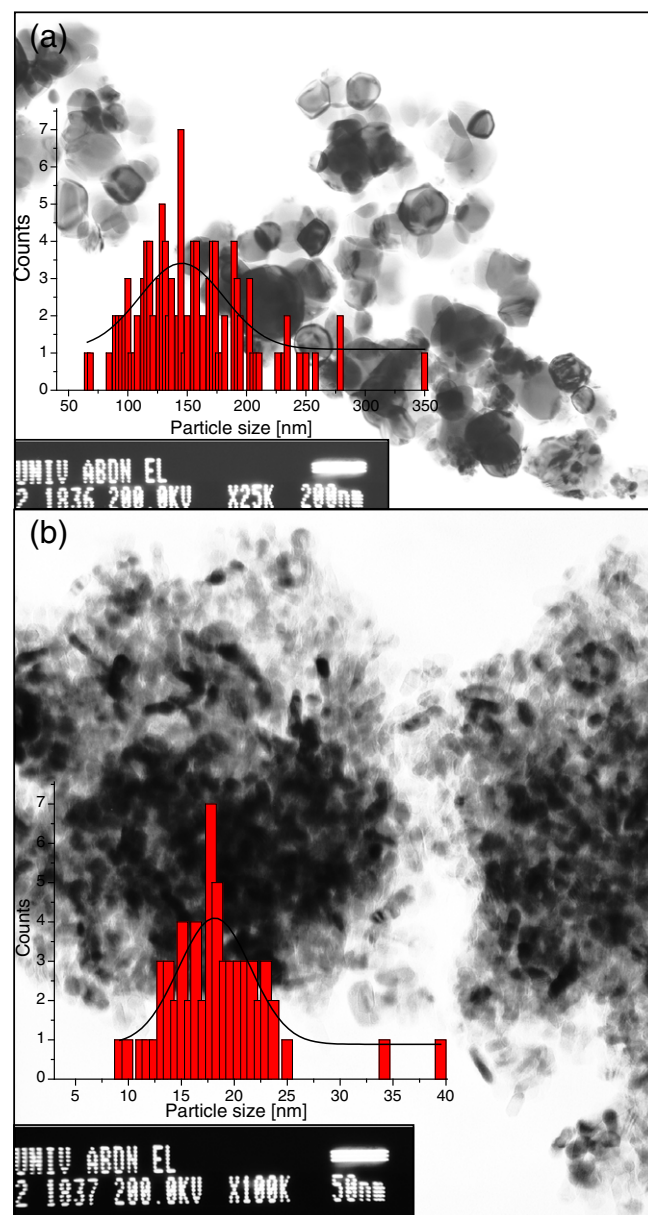 (a)
7
6
5
4
3
2
1
0
Counts
50 100 150 200 250 300 350
Particle size [nm]
UNIV ABDN EL
2 1836 200.0KV X25K 200nm
(b)
7
6
5
4
3
2
1
0
Counts
5 10 15 20 25 30 35 40
Particle size [nm]
UNIV ABDN EL
2 1837 200.0KV X100K 50nm